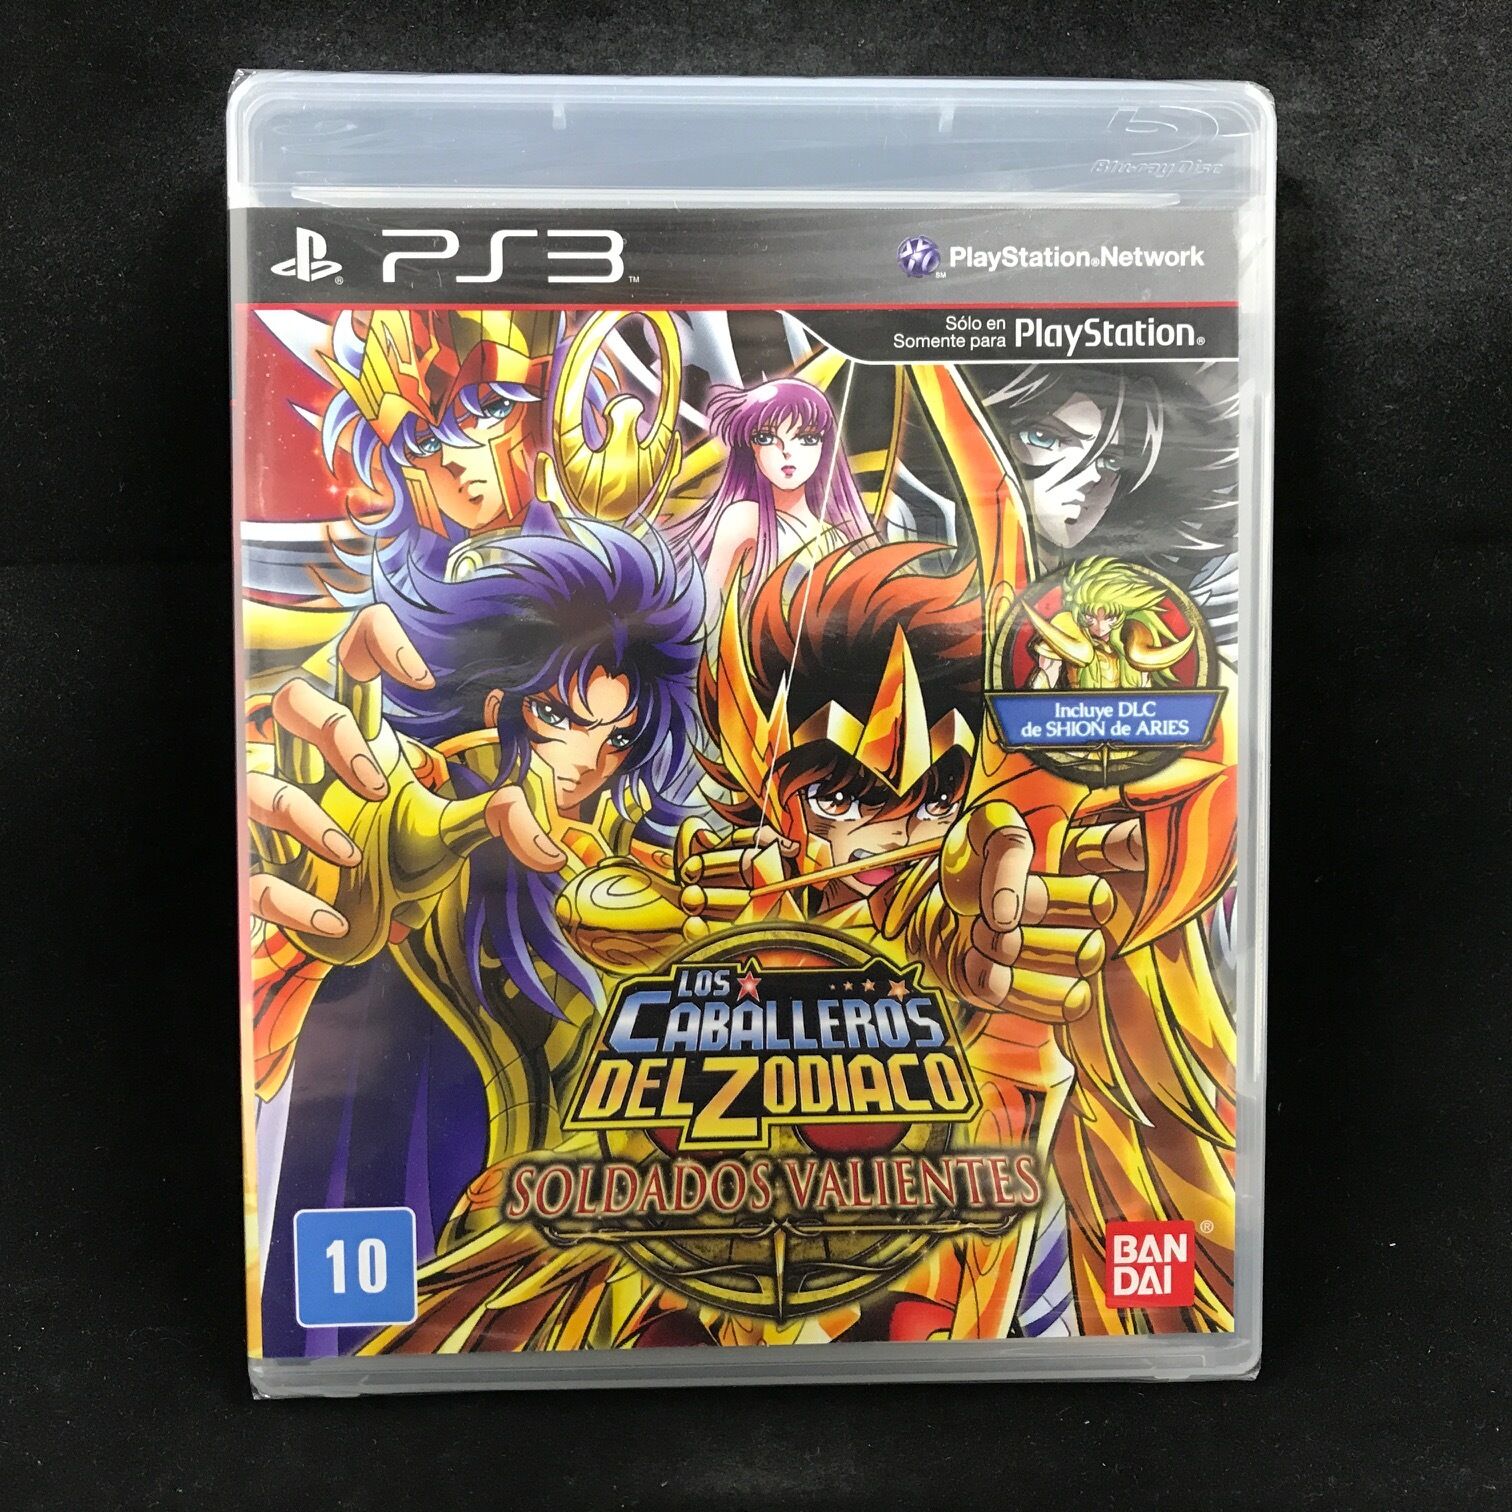 Blu-ray Disc
PS3
PlayStation®Network
Sólo en
Somente para
PlayStation®
Incluye DLC
de SHION de ARIES
LOS
CABALLEROS
DEL ZODIACO
SOLDADOS VALIENTES
10
BAN
DAI
®